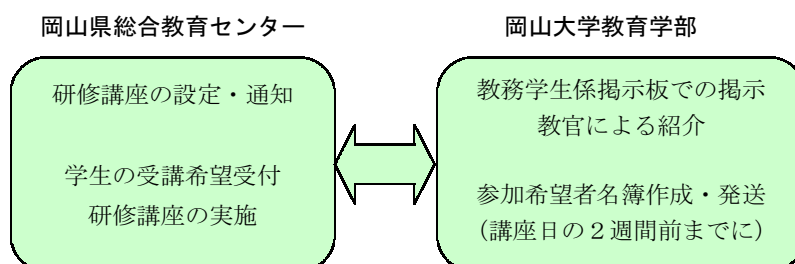 岡山県総合教育センター
研修講座の設定・通知
学生の受講希望受付
研修講座の実施
岡山大学教育学部
教務学生係掲示板での掲示
教官による紹介
参加希望者名簿作成・発送
（講座日の２週間前までに）